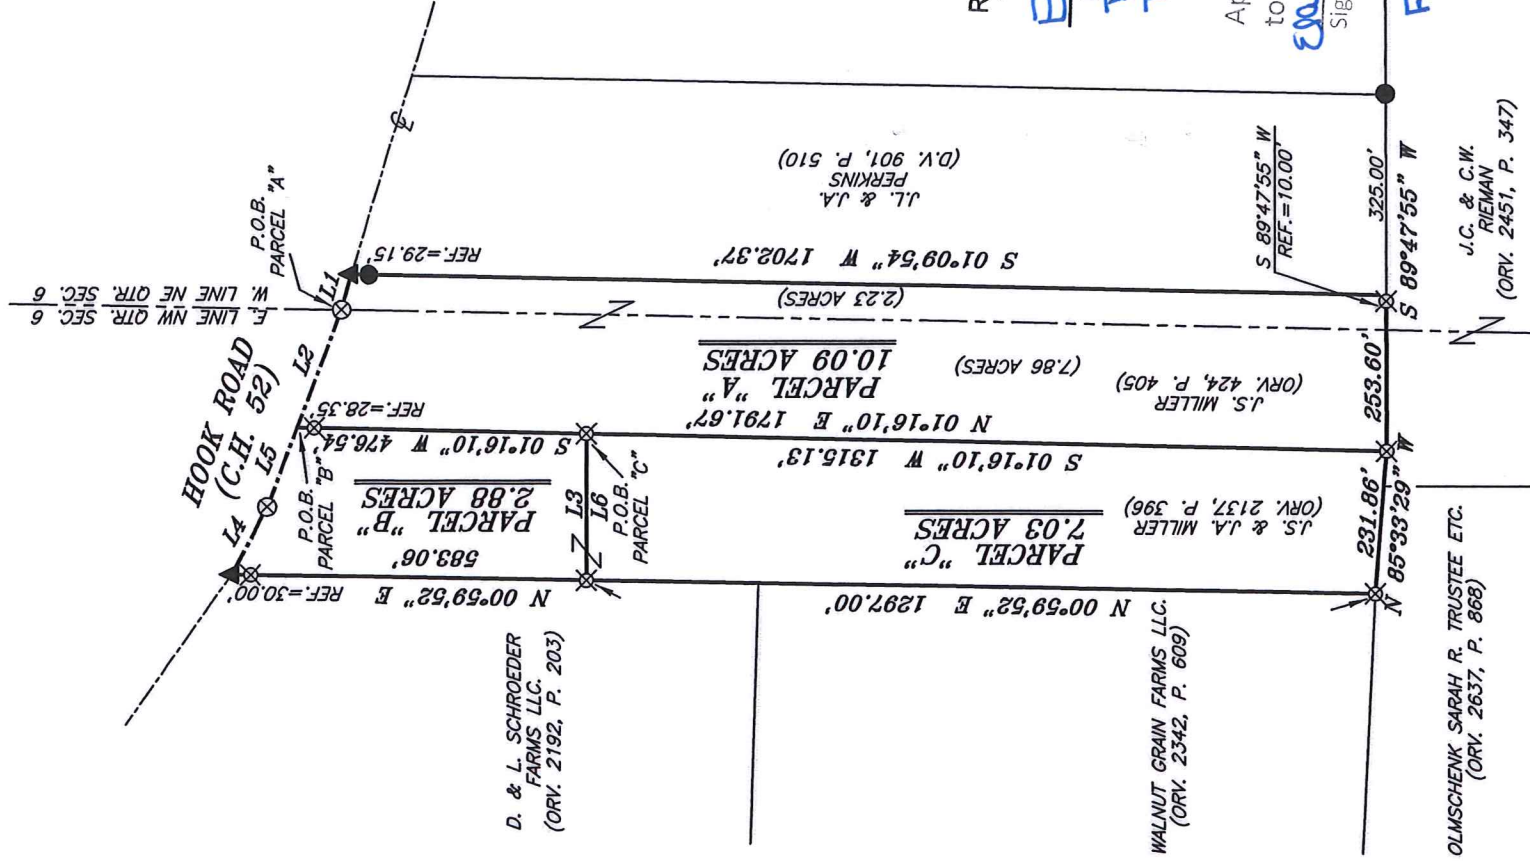 HOOK ROAD
(C.H. 52)
E. LINE NW QTR. SEC. 6
W. LINE NE QTR. SEC. 6
P.O.B.
PARCEL "A"
L1
L2
L5
L4
REF.=29.15'
S 01°09'54" W 1702.37'
J.L. & J.A.
PERKINS
(D.V. 901, P. 510)
(2.23 ACRES)
PARCEL "A"
10.09 ACRES
(7.86 ACRES)
J.S. MILLER
(ORV. 424, P. 405)
N 01°16'10" E 1791.67'
REF.=28.35'
S 01°16'10" W 476.54'
S 01°16'10" W 1315.13'
P.O.B.
PARCEL "B"
PARCEL "B"
2.88 ACRES
583.06'
L3
L6
P.O.B.
PARCEL "C"
PARCEL "C"
7.03 ACRES
J.S. & J.A. MILLER
(ORV. 2137, P. 396)
N 00°59'52" E REF.=30.00'
N 00°59'52" E 1297.00'
S 89°47'55" W
REF.=10.00'
325.00'
S 89°47'55" W
253.60'
231.86'
N 85°33'29" W
J.C. & C.W.
RIEMAN
(ORV. 2451, P. 347)
D. & L. SCHROEDER
FARMS LLC.
(ORV. 2192, P. 203)
WALNUT GRAIN FARMS LLC.
(ORV. 2342, P. 609)
OLMSCHENK SARAH R. TRUSTEE ETC.
(ORV. 2637, P. 868)
R
E
Ap
to
Sig